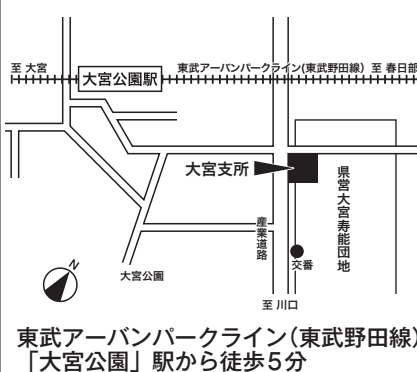 至 大宮
大宮公園駅
東武アーバンパークライン(東武野田線)
至 春日部
大宮支所
県営大宮寿能団地
産業道路
交番
大宮公園
N
至 川口
東武アーバンパークライン(東武野田線)
「大宮公園」駅から徒歩5分